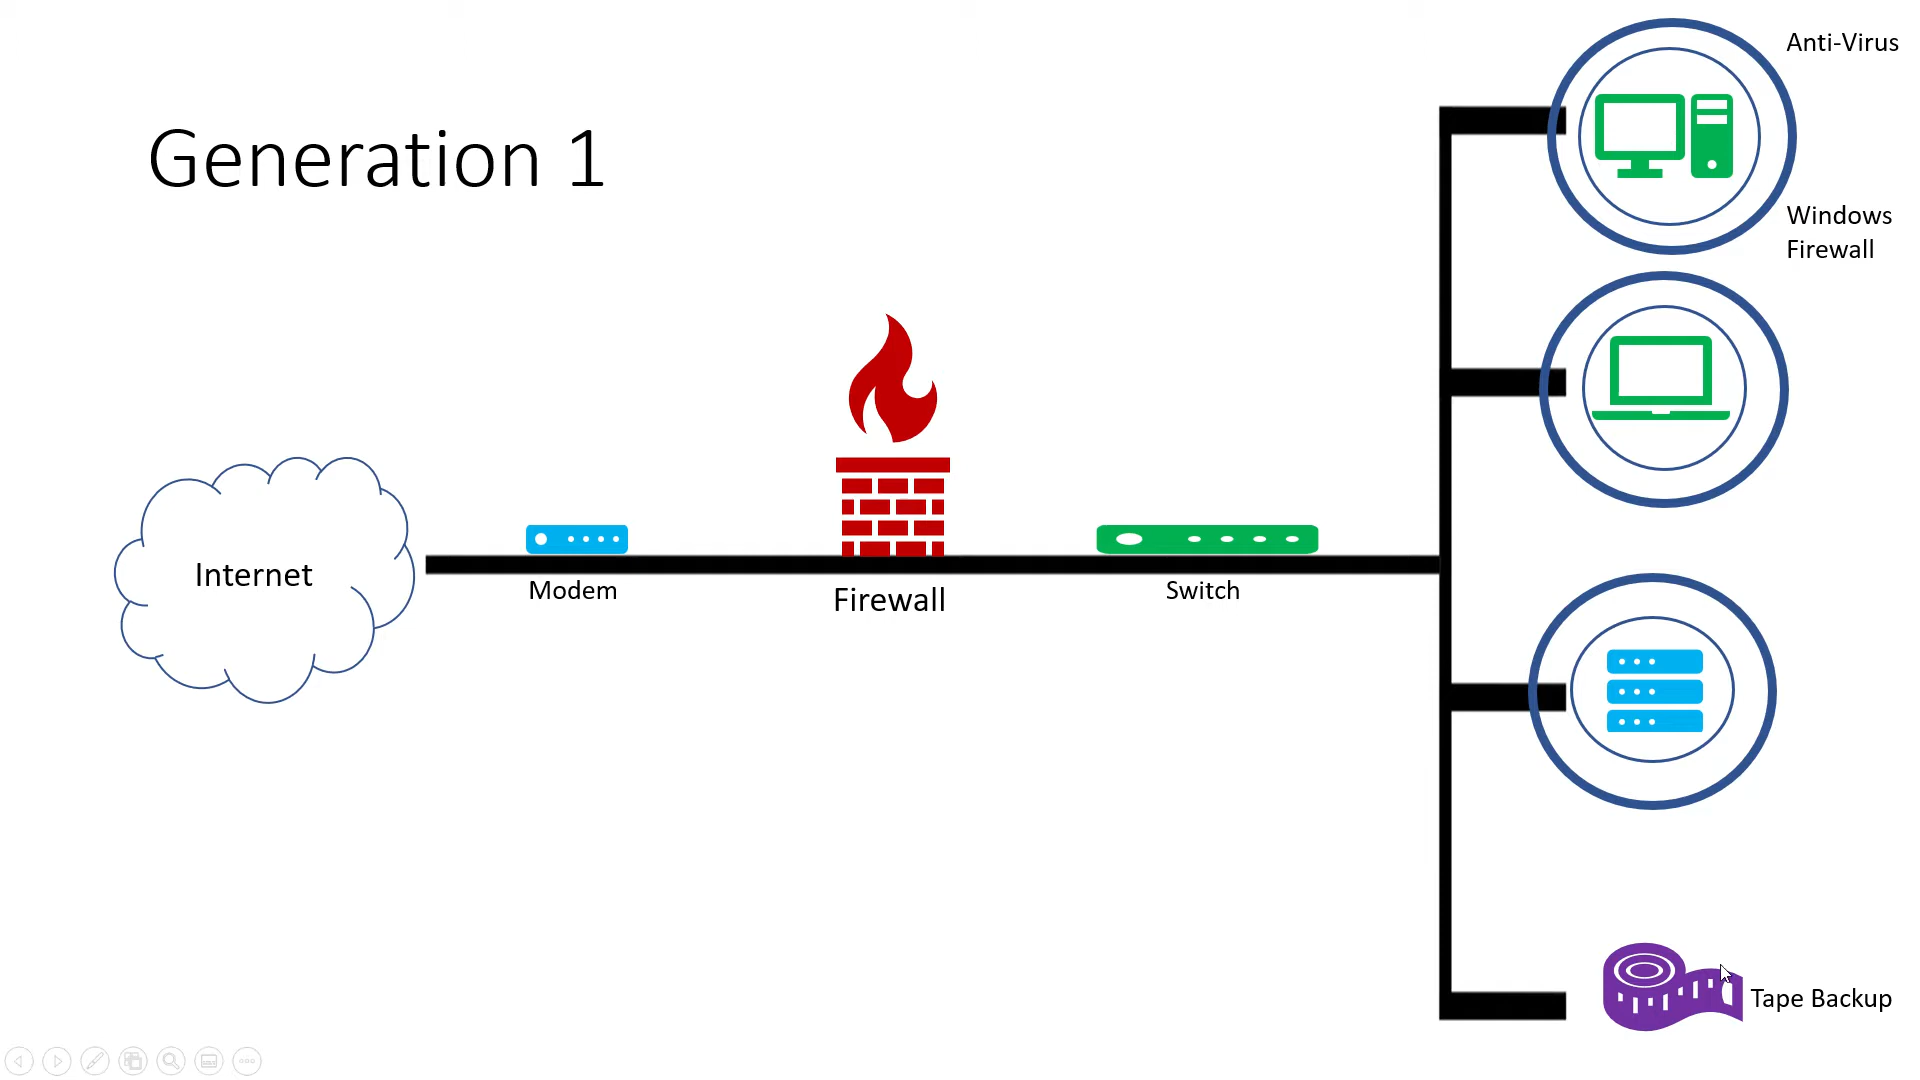 Generation 1
Anti-Virus
Windows
Firewall
Internet
Modem
Firewall
Switch
Tape Backup